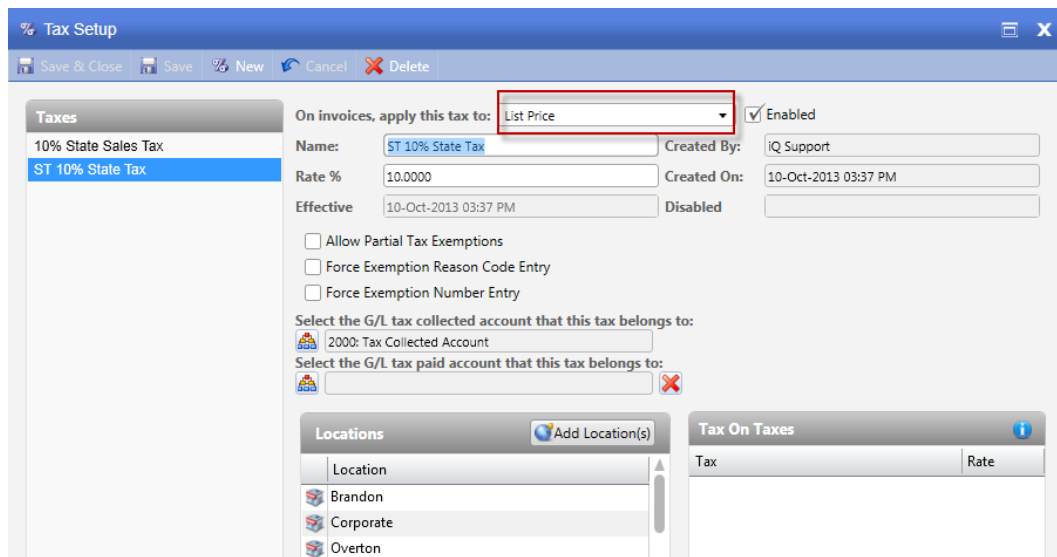 Tax Setup
X
Save & Close Save New Cancel Delete
Taxes
10% State Sales Tax
ST 10% State Tax
On invoices, apply this tax to: List Price Enabled
Name: ST 10% State Tax Created By: iQ Support
Rate % 10.0000 Created On: 10-Oct-2013 03:37 PM
Effective 10-Oct-2013 03:37 PM Disabled
Allow Partial Tax Exemptions
Force Exemption Reason Code Entry
Force Exemption Number Entry
Select the G/L tax collected account that this tax belongs to:
2000: Tax Collected Account
Select the G/L tax paid account that this tax belongs to:
Locations Add Location(s)
Location
Brandon
Corporate
Overton
Tax On Taxes
Tax Rate